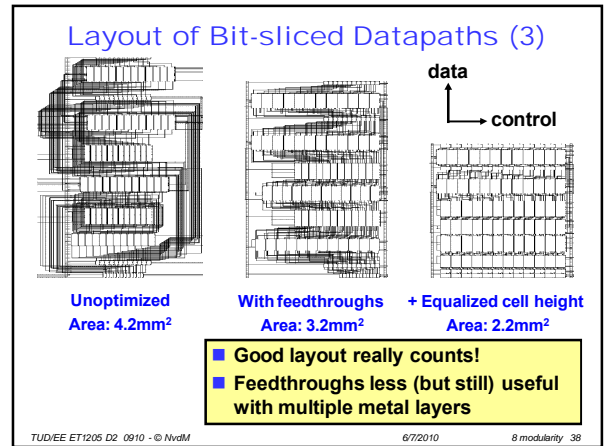 Layout of Bit-sliced Datapaths (3)
data
control
Unoptimized
Area: 4.2mm²
With feedthroughs
Area: 3.2mm²
+ Equalized cell height
Area: 2.2mm²
Good layout really counts!
Feedthroughs less (but still) useful
with multiple metal layers
TUD/EE ET1205 D2 0910 - © NvdM
6/7/2010
8 modularity 38